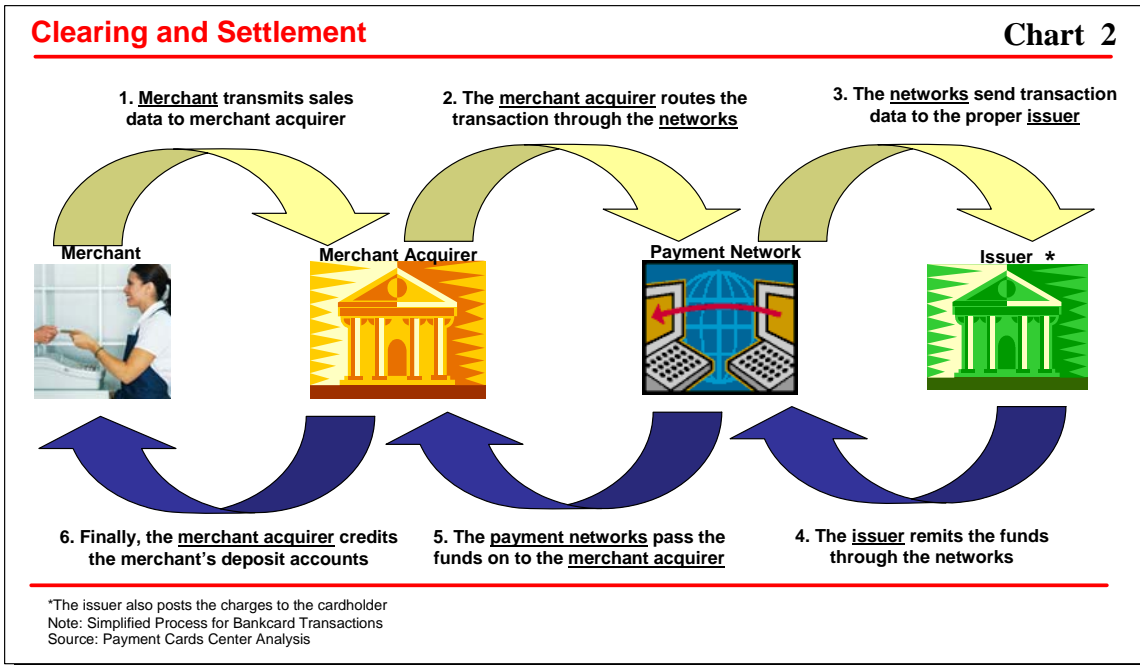 Clearing and Settlement
Chart 2
1. Merchant transmits sales
data to merchant acquirer
2. The merchant acquirer routes the
transaction through the networks
3. The networks send transaction
data to the proper issuer
Merchant
Merchant Acquirer
Payment Network
Issuer *
6. Finally, the merchant acquirer credits
the merchant's deposit accounts
5. The payment networks pass the
funds on to the merchant acquirer
4. The issuer remits the funds
through the networks
*The issuer also posts the charges to the cardholder
Note: Simplified Process for Bankcard Transactions
Source: Payment Cards Center Analysis